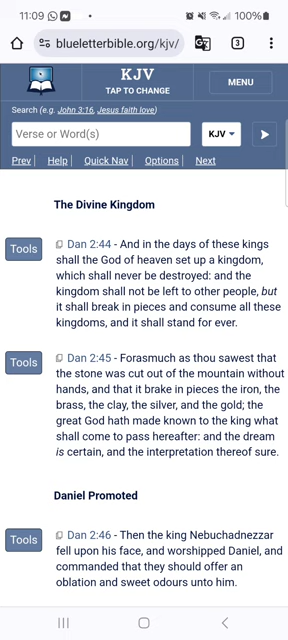 11:09
100%
blueletterbible.org/kjv/
3
KJV
TAP TO CHANGE
MENU
Search (e.g. John 3:16, Jesus faith love)
Verse or Word(s)
KJV
Prev| Help| Quick Nav| Options| Next
The Divine Kingdom
Tools
Dan 2:44 - And in the days of these kings
shall the God of heaven set up a kingdom,
which shall never be destroyed: and the
kingdom shall not be left to other people, but
it shall break in pieces and consume all these
kingdoms, and it shall stand for ever.
Tools
Dan 2:45 - Forasmuch as thou sawest that
the stone was cut out of the mountain without
hands, and that it brake in pieces the iron, the
brass, the clay, the silver, and the gold; the
great God hath made known to the king what
shall come to pass hereafter: and the dream
is certain, and the interpretation thereof sure.
Daniel Promoted
Tools
Dan 2:46 - Then the king Nebuchadnezzar
fell upon his face, and worshipped Daniel, and
commanded that they should offer an
oblation and sweet odours unto him.